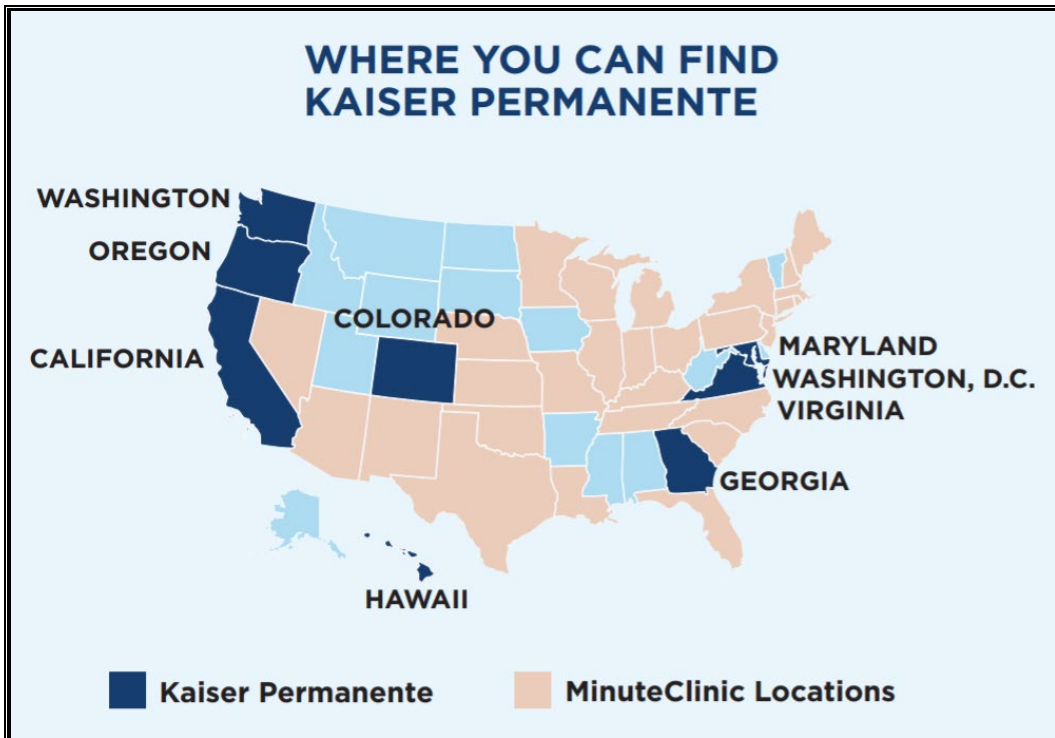 WHERE YOU CAN FIND
KAISER PERMANENTE
WASHINGTON
OREGON
COLORADO
CALIFORNIA
MARYLAND
WASHINGTON, D.C.
VIRGINIA
GEORGIA
HAWAII
Kaiser Permanente
MinuteClinic Locations